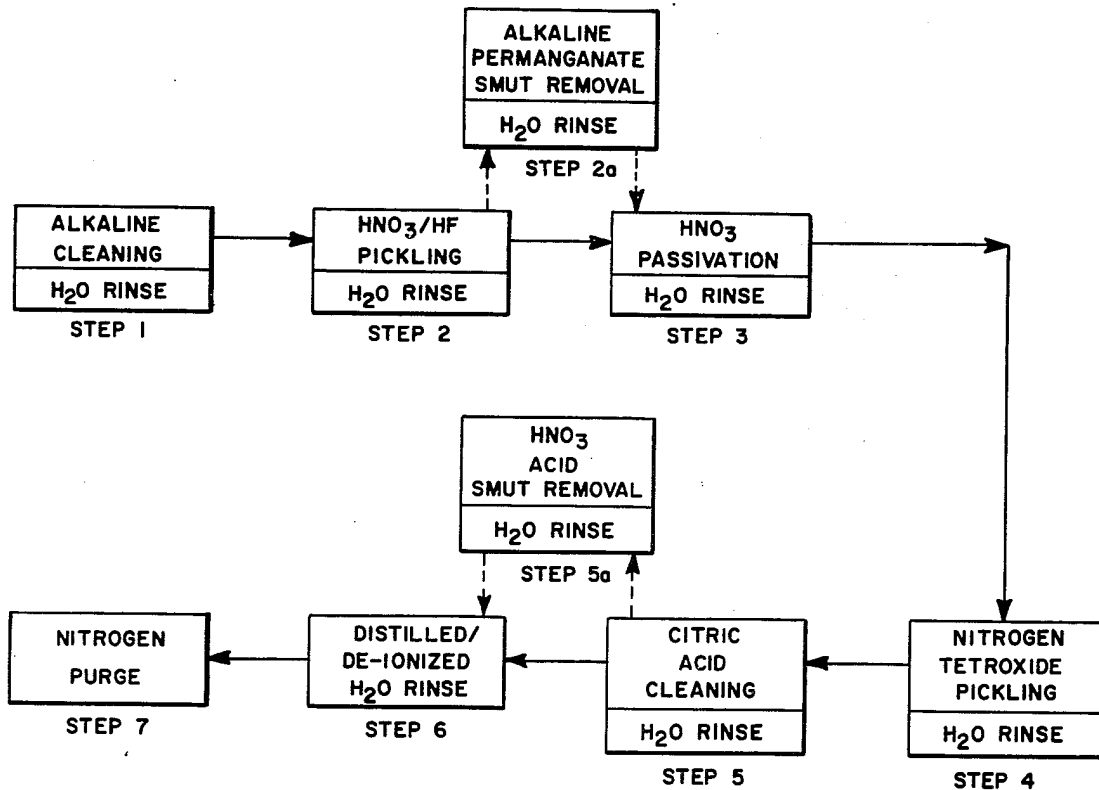 ALKALINE
PERMANGANATE
SMUT REMOVAL
H₂O RINSE
STEP 2a
ALKALINE
CLEANING
H₂O RINSE
STEP 1
HNO₃/HF
PICKLING
H₂O RINSE
STEP 2
HNO₃
PASSIVATION
H₂O RINSE
STEP 3
HNO₃
ACID
SMUT REMOVAL
H₂O RINSE
STEP 5a
NITROGEN
PURGE
STEP 7
DISTILLED/
DE-IONIZED
H₂O RINSE
STEP 6
CITRIC
ACID
CLEANING
H₂O RINSE
STEP 5
NITROGEN
TETROXIDE
PICKLING
H₂O RINSE
STEP 4